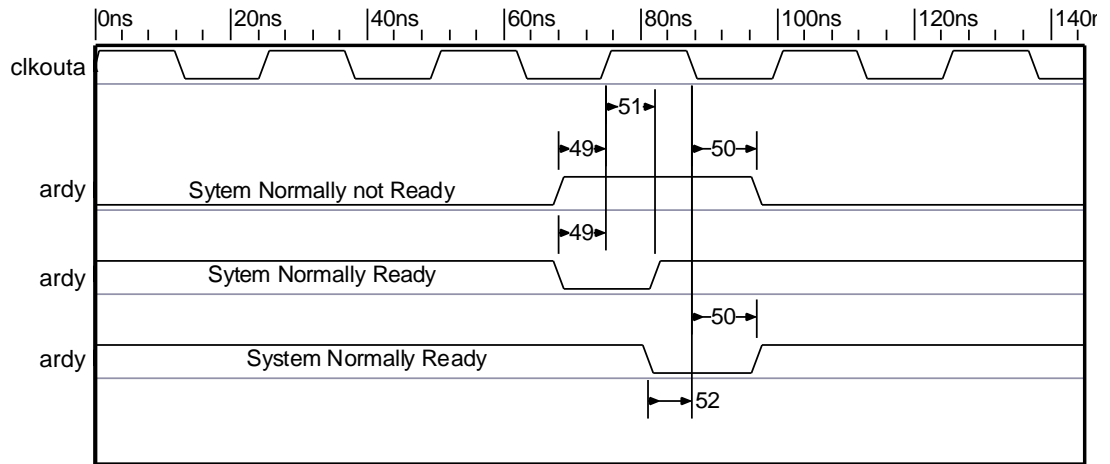 0ns 20ns 40ns 60ns 80ns 100ns 120ns 140n
clkouta
51
49 50
ardy Sytem Normally not Ready
49
ardy Sytem Normally Ready
50
ardy System Normally Ready
52